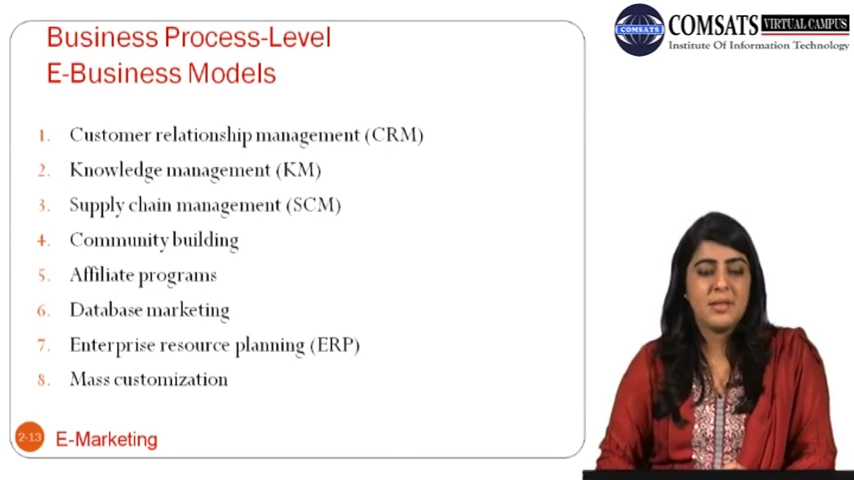 Business Process-Level
E-Business Models
1. Customer relationship management (CRM)
2. Knowledge management (KM)
3. Supply chain management (SCM)
4. Community building
5. Affiliate programs
6. Database marketing
7. Enterprise resource planning (ERP)
8. Mass customization
2-13 E-Marketing
COMSATS
COMSATS VIRTUAL CAMPUS
Institute Of Information Technology